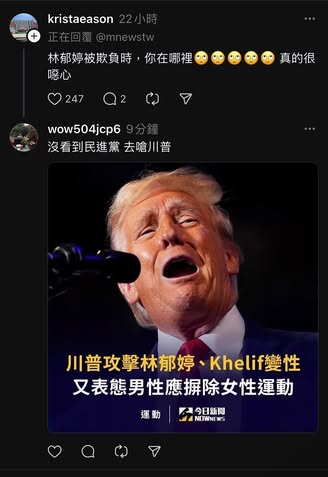 kristaeason 22小時
正在回覆 @mnewstw
林郁婷被欺負時，你在哪裡🙄🙄🙄🙄🙄 真的很
噁心
247 2
wow504jcp6 9分鐘
沒看到民進黨 去嗆川普
川普攻擊林郁婷、Khelif變性
又表態男性應摒除女性運動
運動 | 今日新聞
NOWnews